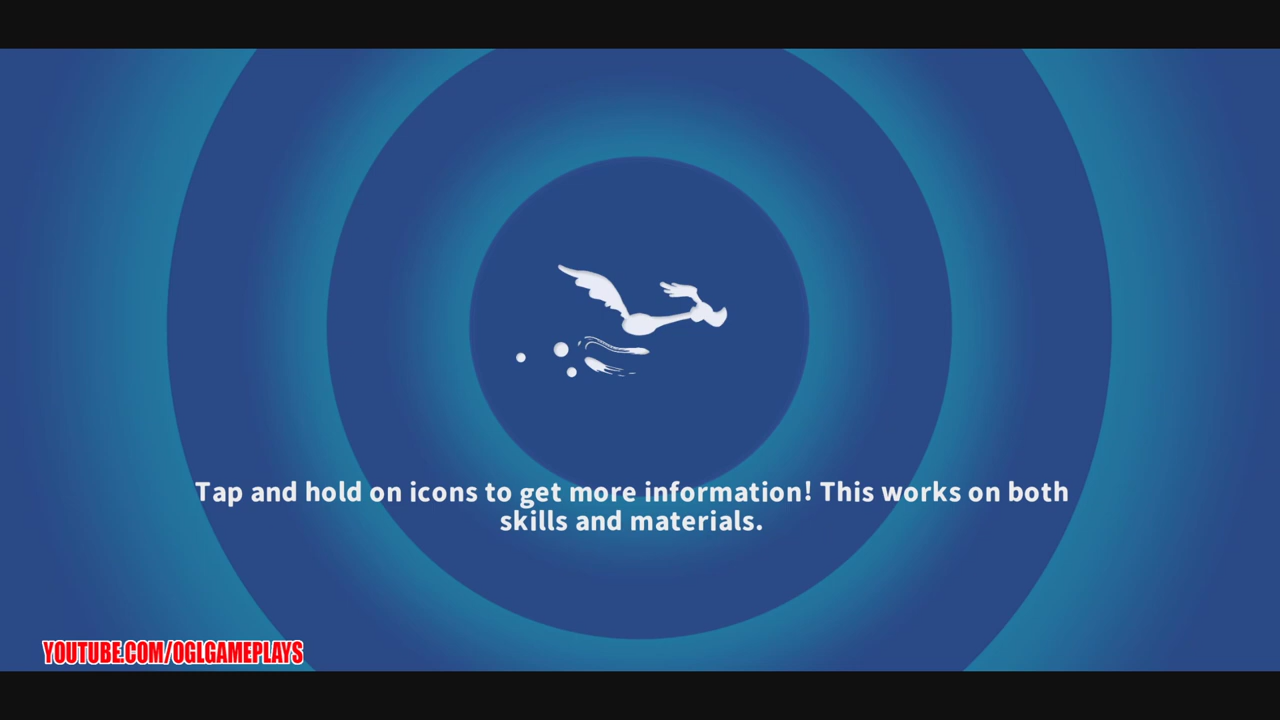 Tap and hold on icons to get more information! This works on both
skills and materials.
YOUTUBE.COM/OGLGAMEPLAYS